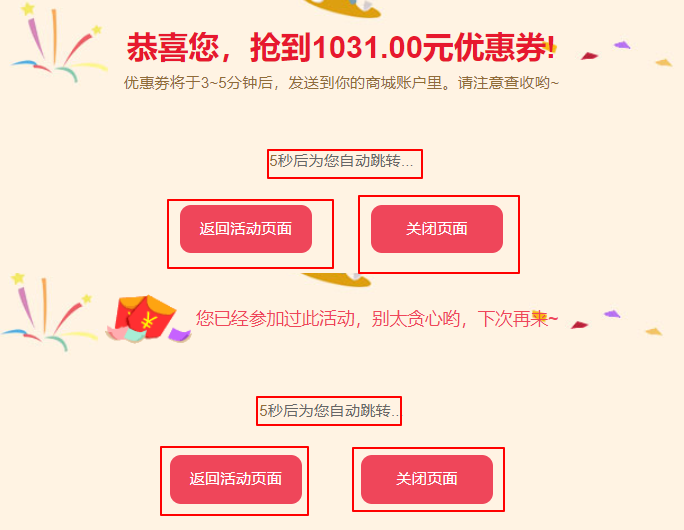 恭喜您，抢到1031.00元优惠券!
优惠券将于3~5分钟后，发送到你的商城账户里。请注意查收哟~
5秒后为您自动跳转...
返回活动页面
关闭页面
¥
您已经参加过此活动，别太贪心哟，下次再来~
5秒后为您自动跳转..
返回活动页面
关闭页面